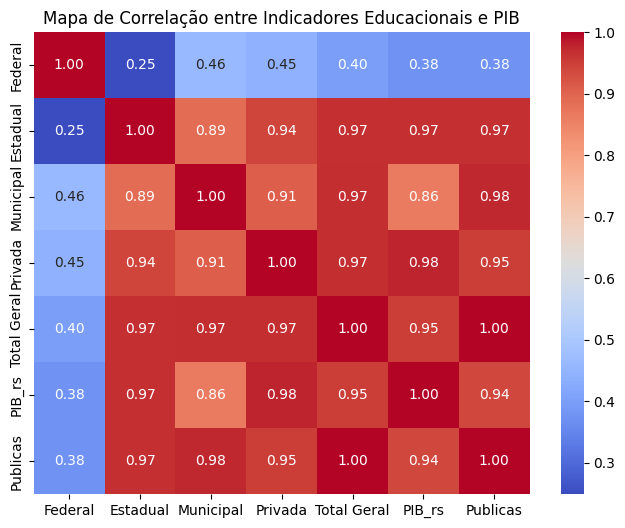 Mapa de Correlação entre Indicadores Educacionais e PIB
Federal 1.00 0.25 0.46 0.45 0.40 0.38 0.38
Estadual 0.25 1.00 0.89 0.94 0.97 0.97 0.97
Municipal 0.46 0.89 1.00 0.91 0.97 0.86 0.98
Privada 0.45 0.94 0.91 1.00 0.97 0.98 0.95
Total Geral 0.40 0.97 0.97 0.97 1.00 0.95 1.00
PIB_rs 0.38 0.97 0.86 0.98 0.95 1.00 0.94
Publicas 0.38 0.97 0.98 0.95 1.00 0.94 1.00
Federal Estadual Municipal Privada Total Geral PIB_rs Publicas
1.0
0.9
0.8
0.7
0.6
0.5
0.4
0.3